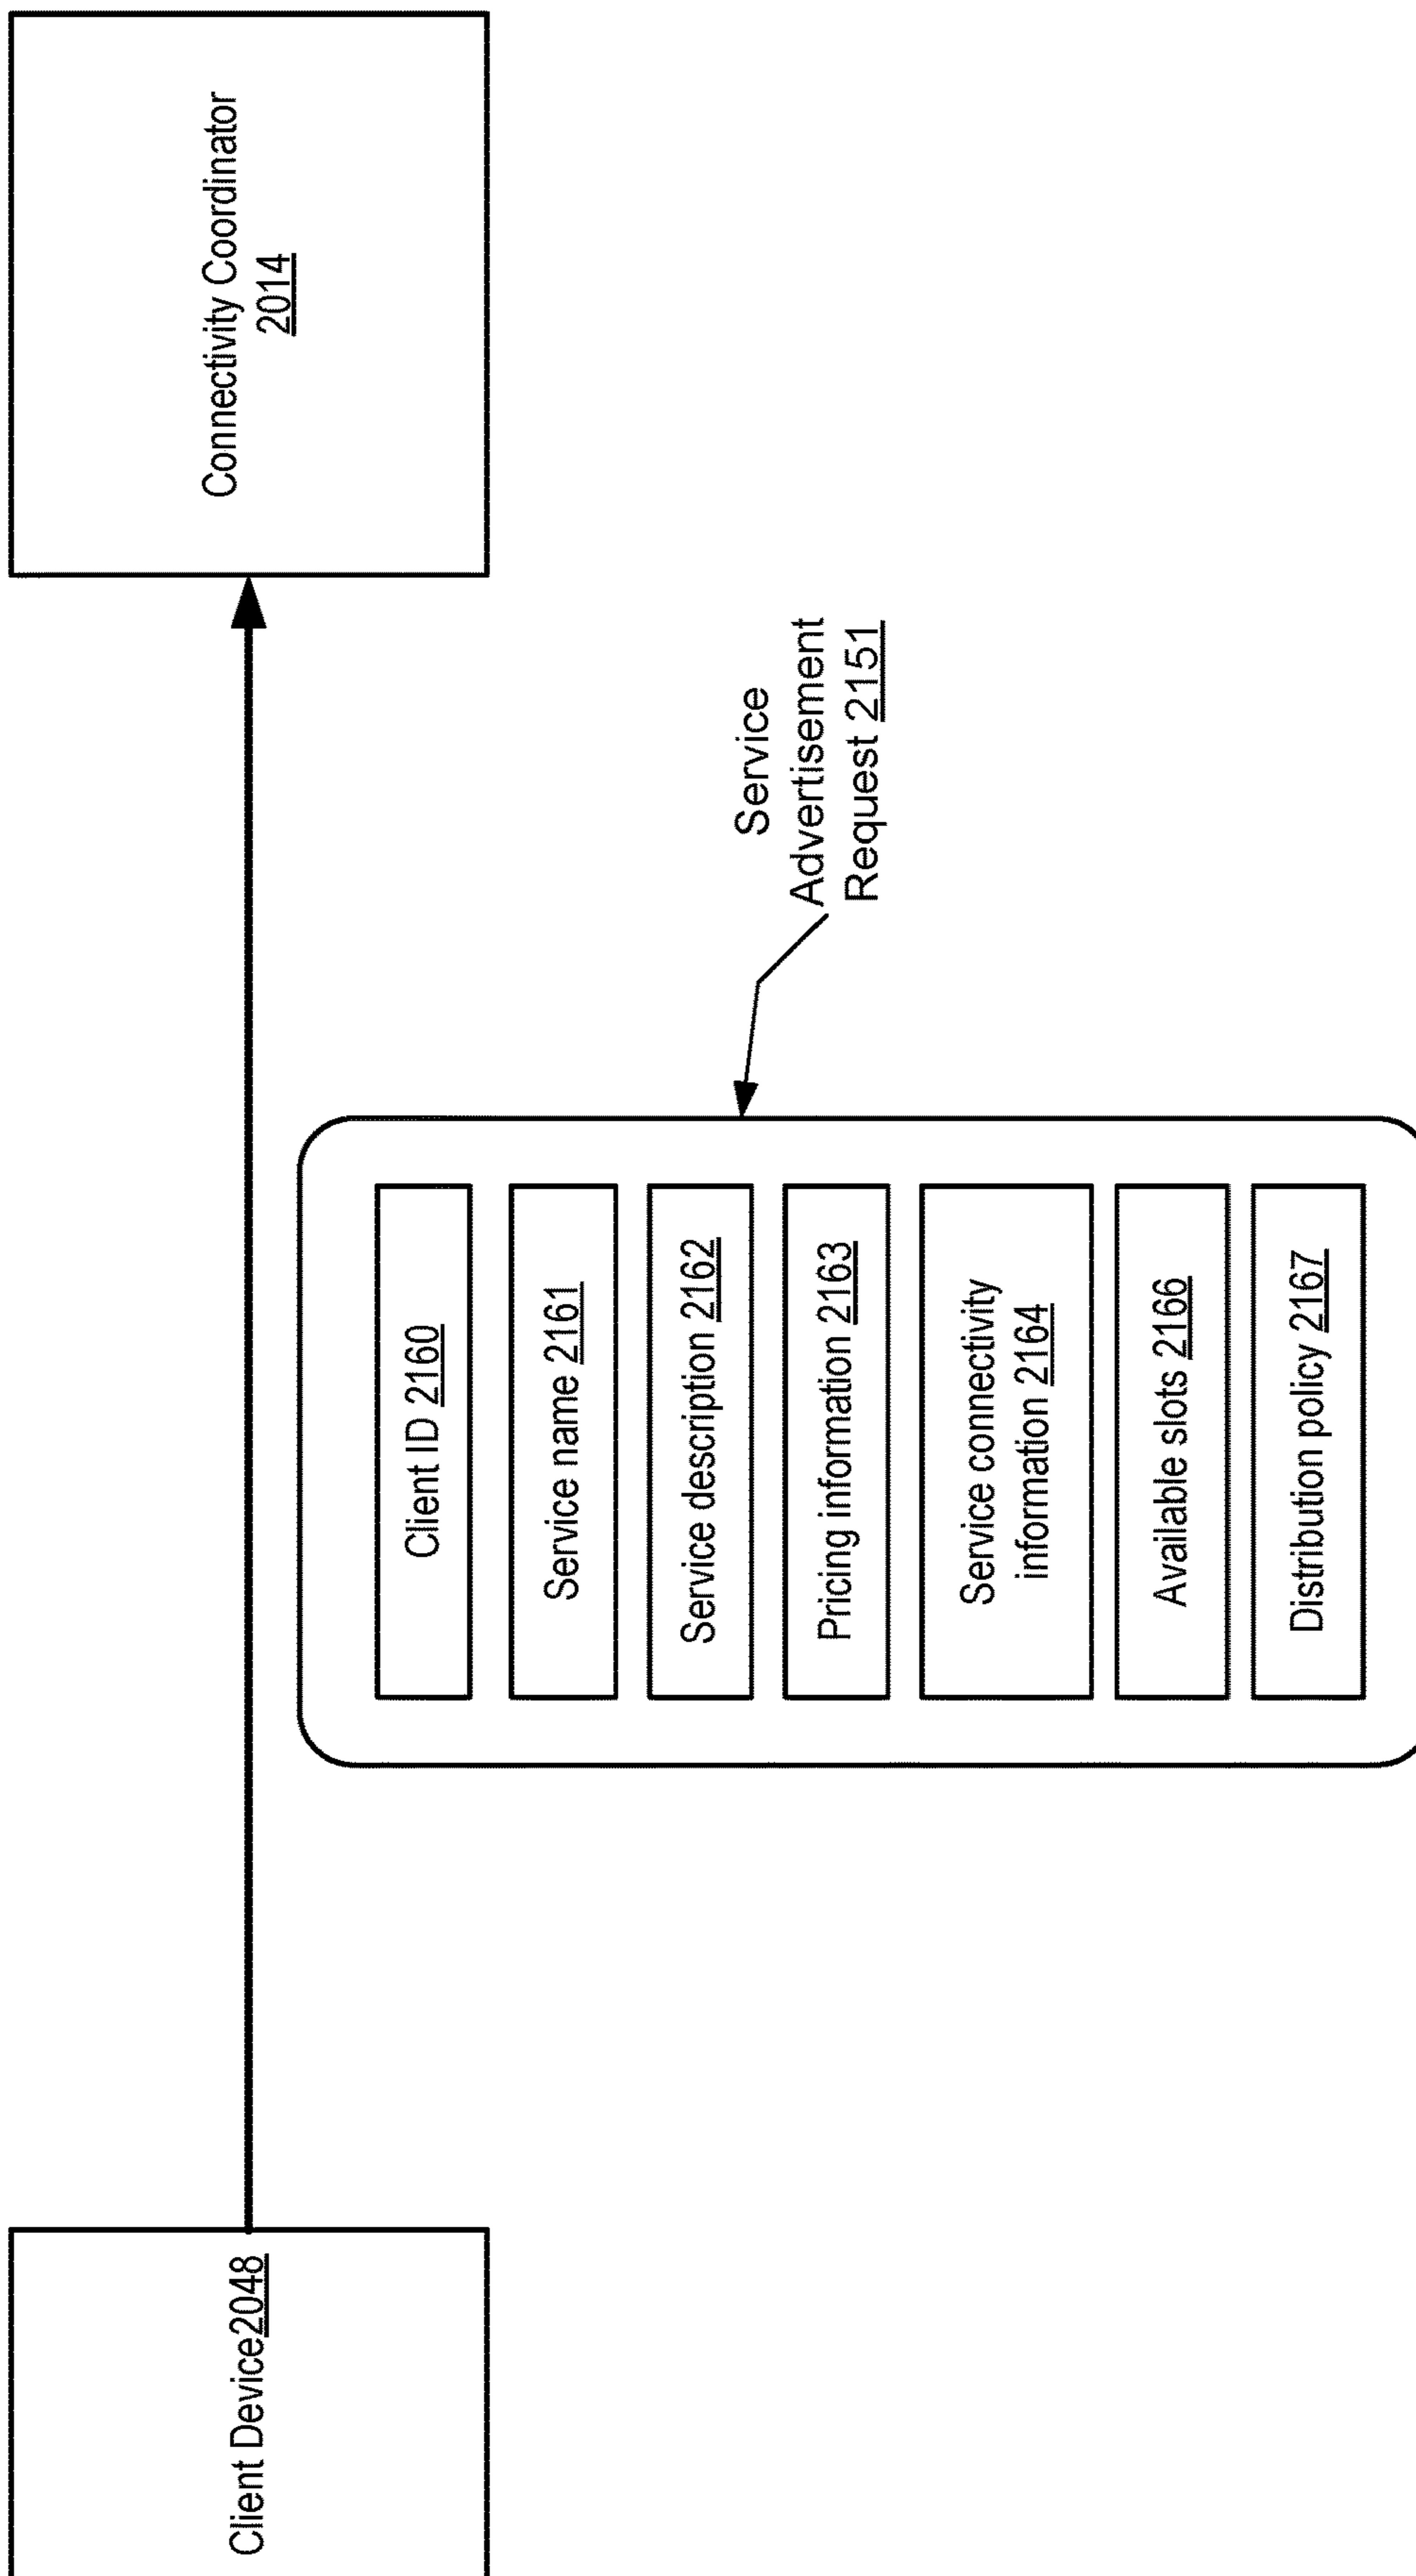 Client Device2048
Connectivity Coordinator
2014
Client ID 2160
Service name 2161
Service description 2162
Pricing information 2163
Service connectivity
information 2164
Available slots 2166
Distribution policy 2167
Service
Advertisement
Request 2151